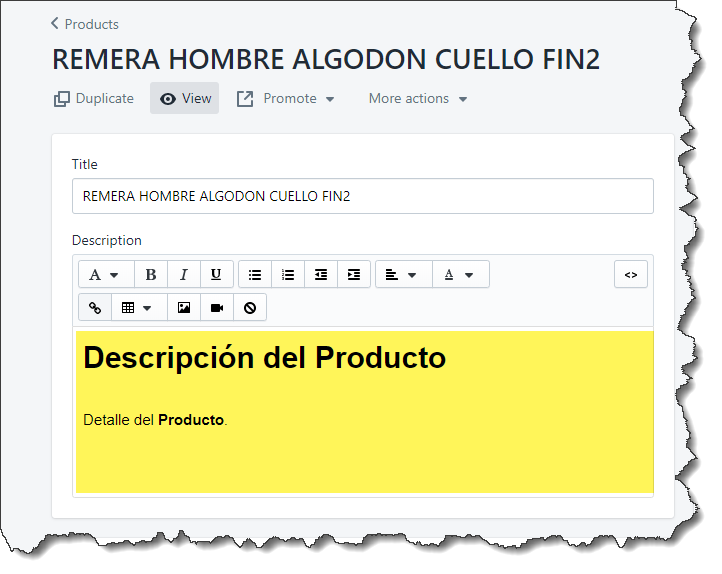 Products
REMERA HOMBRE ALGODON CUELLO FIN2
Duplicate View Promote More actions
Title
REMERA HOMBRE ALGODON CUELLO FIN2
Description
A B I U A <>
Descripción del Producto
Detalle del Producto.